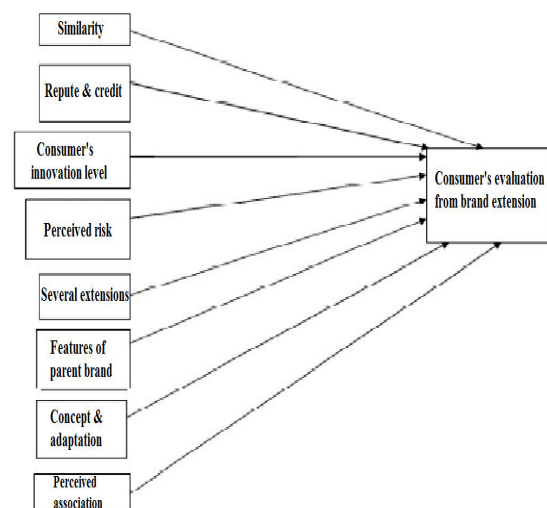 Similarity
Repute & credit
Consumer's
innovation level
Perceived risk
Several extensions
Features of
parent brand
Concept &
adaptation
Perceived
association
Consumer's evaluation
from brand extension